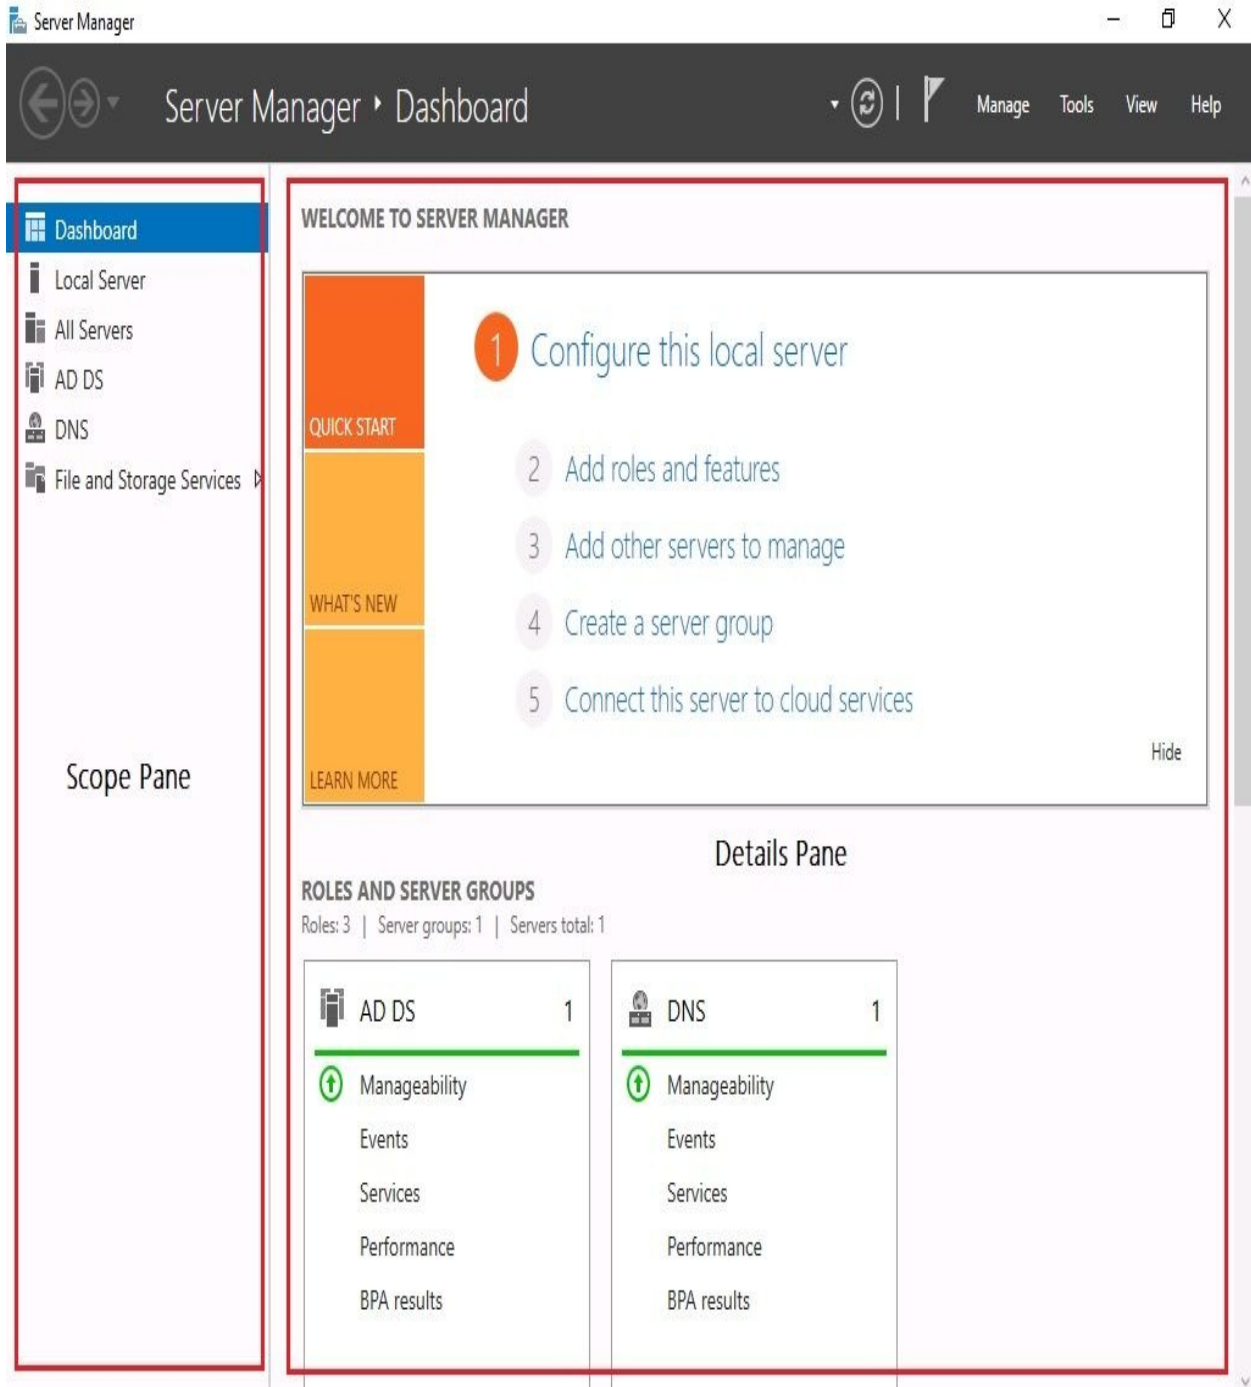 Server Manager
Server Manager ‣ Dashboard
Manage Tools View Help
Dashboard
Local Server
All Servers
AD DS
DNS
File and Storage Services
Scope Pane
WELCOME TO SERVER MANAGER
QUICK START
WHAT'S NEW
LEARN MORE
1 Configure this local server
2 Add roles and features
3 Add other servers to manage
4 Create a server group
5 Connect this server to cloud services
Hide
Details Pane
ROLES AND SERVER GROUPS
Roles: 3 | Server groups: 1 | Servers total: 1
AD DS 1
Manageability
Events
Services
Performance
BPA results
DNS 1
Manageability
Events
Services
Performance
BPA results